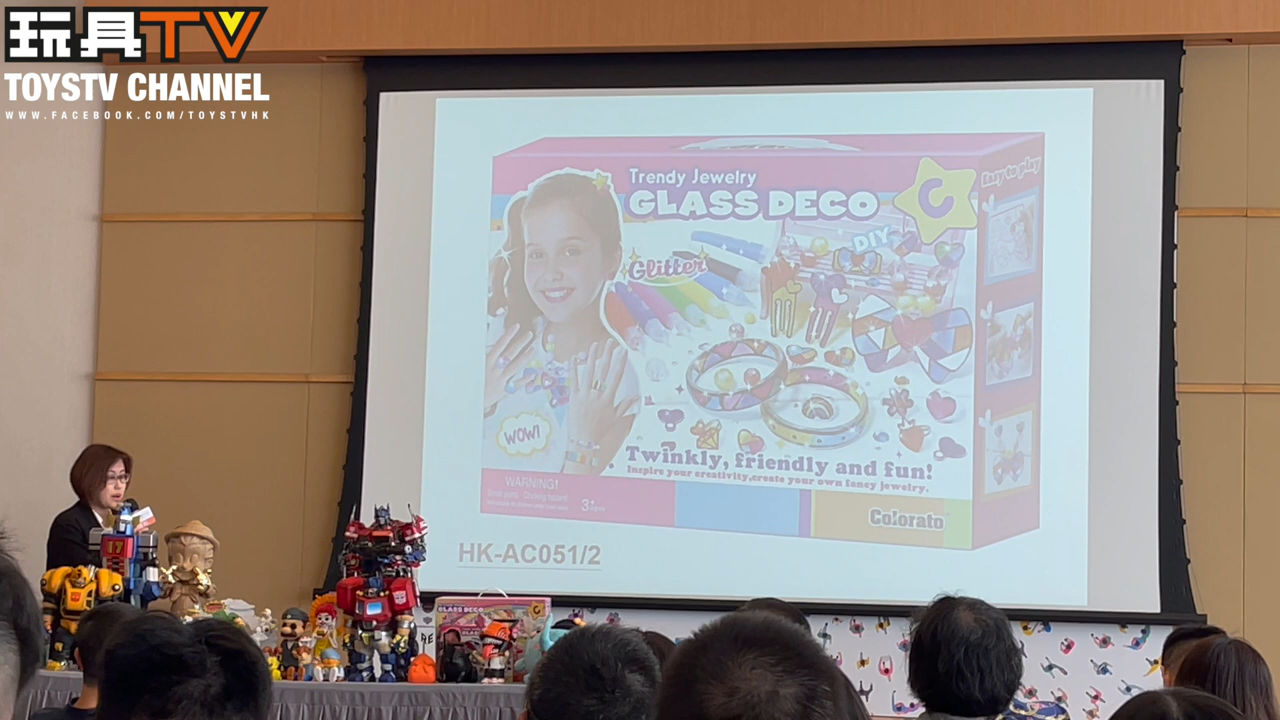 玩具TV
TOYSTV CHANNEL
WWW.FACEBOOK.COM/TOYSTVHK
Trendy Jewelry
GLASS DECO
C
Easy to play
DIY
Glitter
WOW!
Twinkly, friendly and fun!
Inspire your creativity,create your own fancy jewelry.
WARNING!
3+
Colorato
HK-AC051/2
17
GLASS DECO